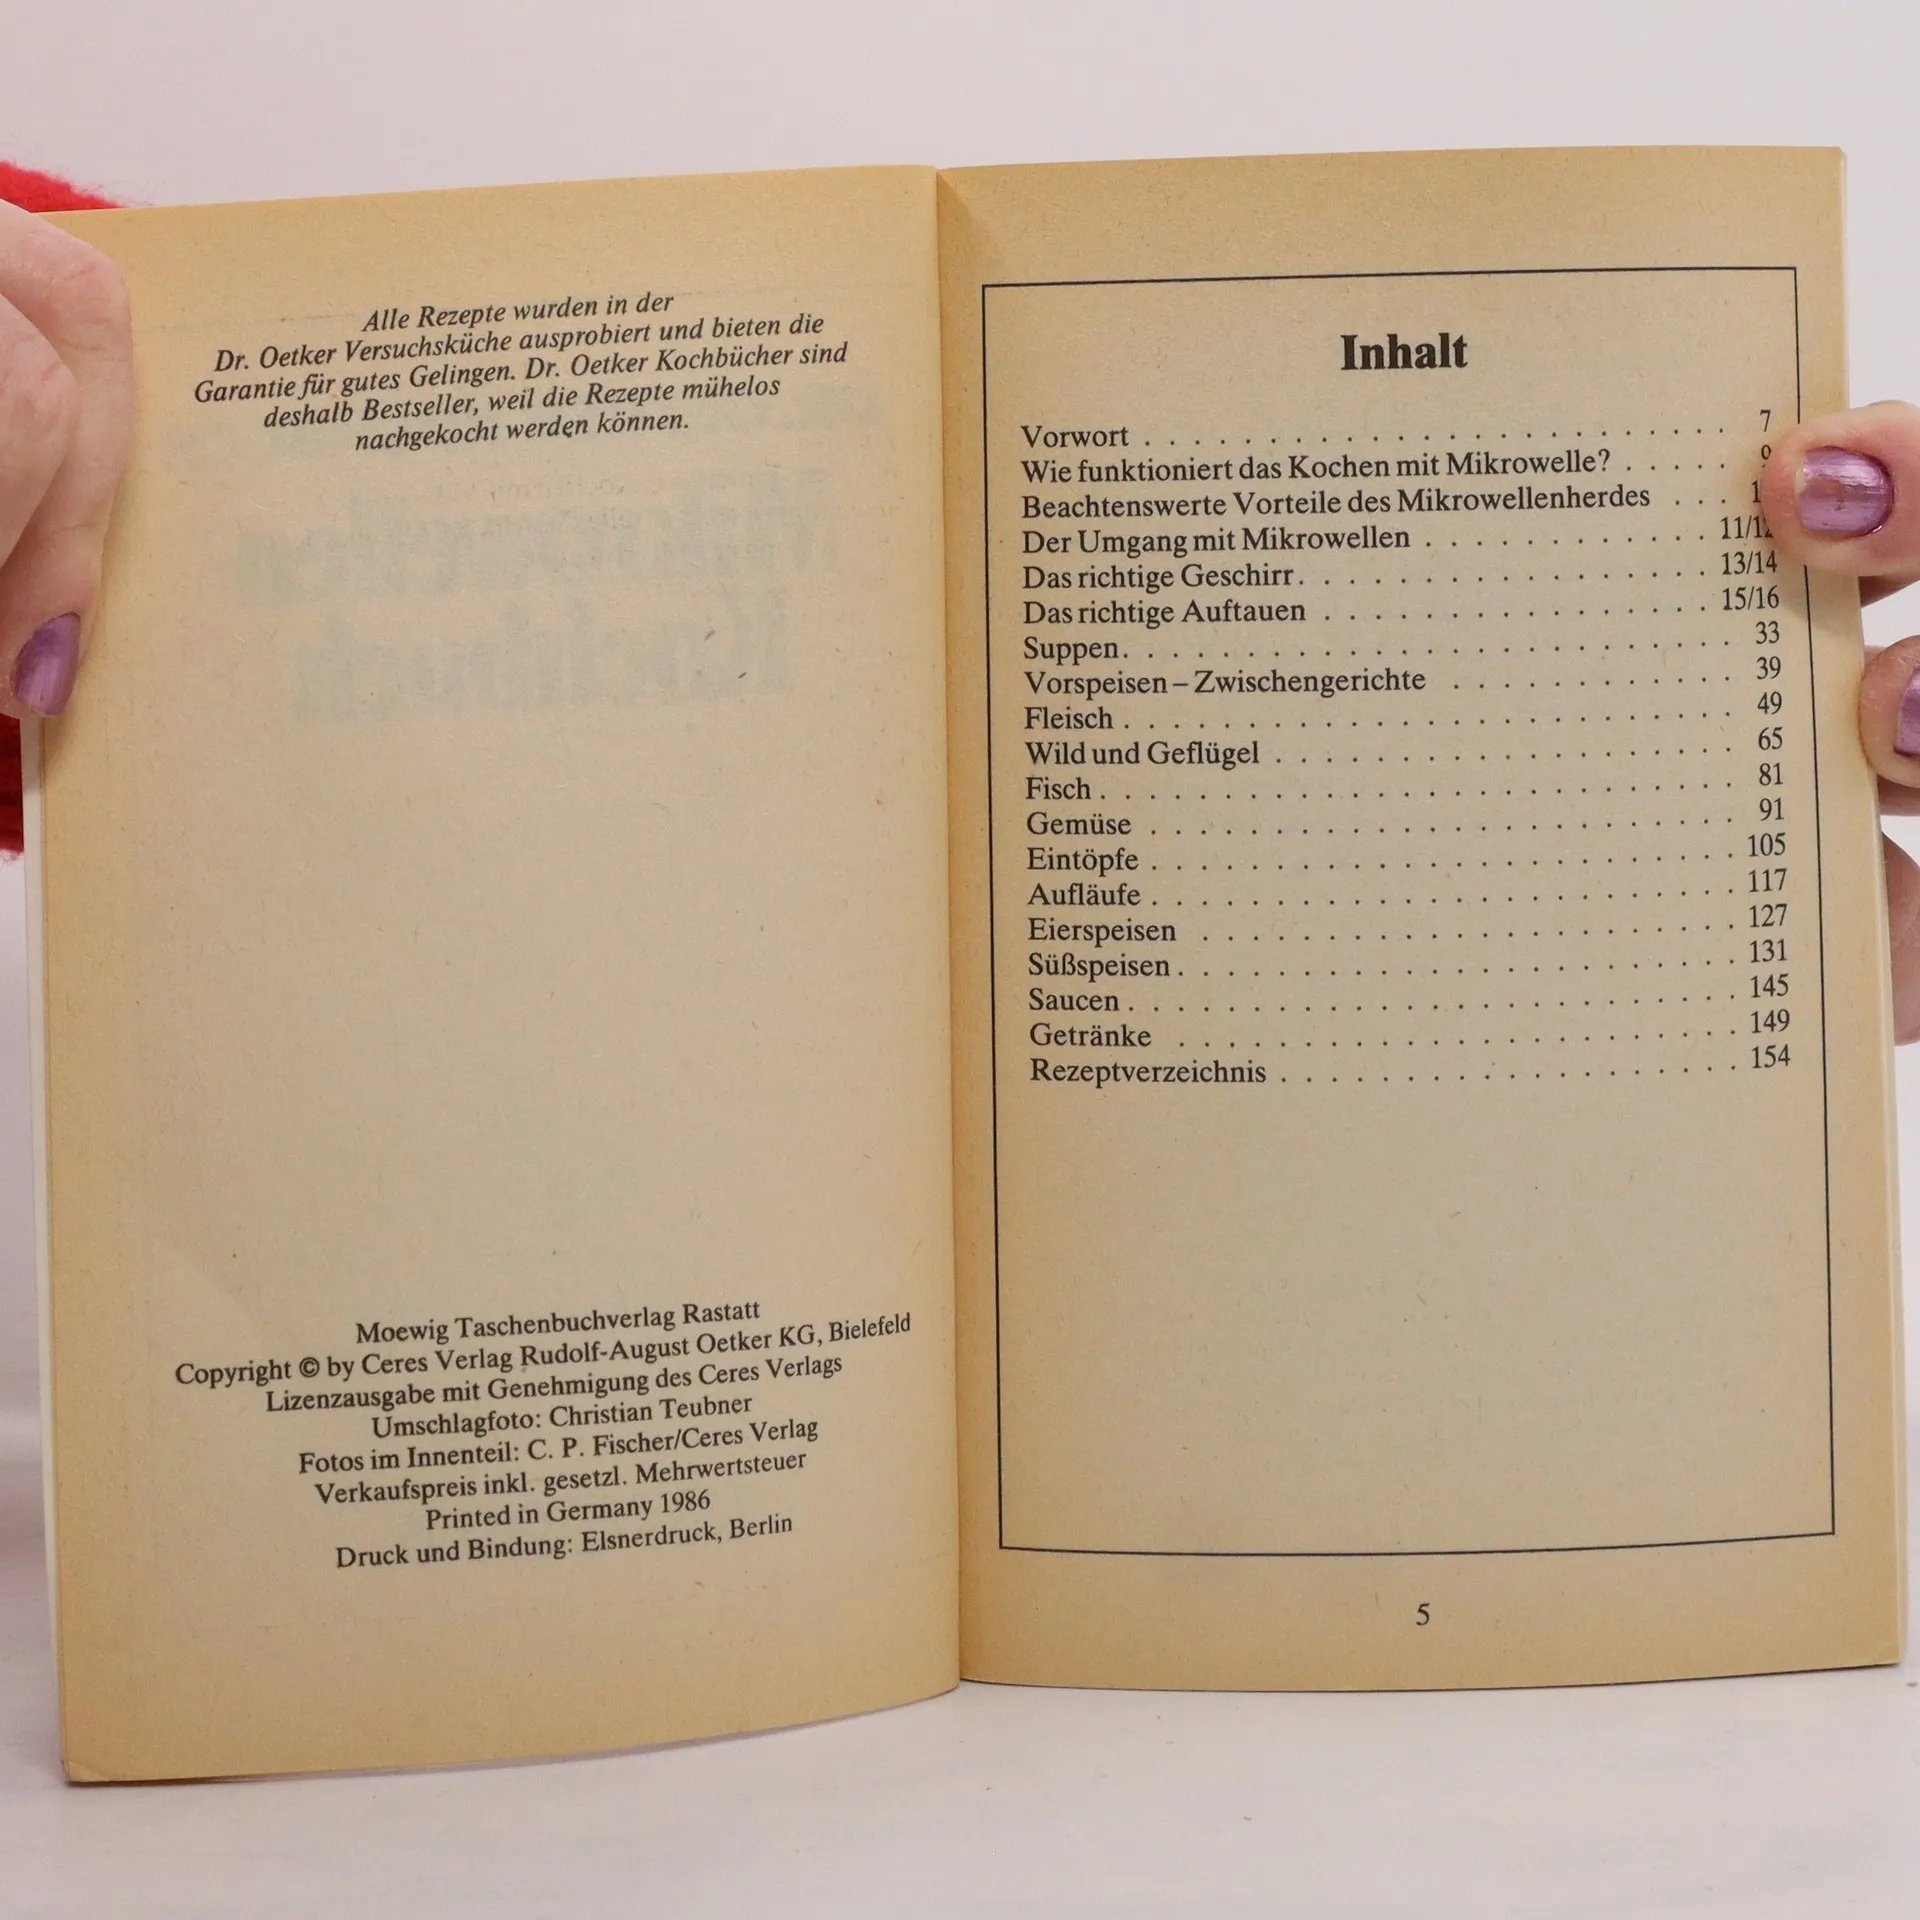 Alle Rezepte wurden in der
Dr. Oetker Versuchsküche ausprobiert und bieten die
Garantie für gutes Gelingen. Dr. Oetker Kochbücher sind
deshalb Bestseller, weil die Rezepte mühelos
nachgekocht werden können.
Moewig Taschenbuchverlag Rastatt
Copyright © by Ceres Verlag Rudolf-August Oetker KG, Bielefeld
Lizenzausgabe mit Genehmigung des Ceres Verlags
Umschlagfoto: Christian Teubner
Fotos im Innenteil: C. P. Fischer/Ceres Verlag
Verkaufspreis inkl. gesetzl. Mehrwertsteuer
Printed in Germany 1986
Druck und Bindung: Elsnerdruck, Berlin
Inhalt
Vorwort . . . . . . . . . . . . . . . . . . . . . . . . 7
Wie funktioniert das Kochen mit Mikrowelle? . . . . . 9
Beachtenswerte Vorteile des Mikrowellenherdes . . .
Der Umgang mit Mikrowellen . . . . . . . . . . . . 11/12
Das richtige Geschirr . . . . . . . . . . . . . . . . . 13/14
Das richtige Auftauen . . . . . . . . . . . . . . . . 15/16
Suppen . . . . . . . . . . . . . . . . . . . . . . . . . 33
Vorspeisen – Zwischengerichte . . . . . . . . . . . . 39
Fleisch . . . . . . . . . . . . . . . . . . . . . . . . . 49
Wild und Geflügel . . . . . . . . . . . . . . . . . . . 65
Fisch . . . . . . . . . . . . . . . . . . . . . . . . . . 81
Gemüse . . . . . . . . . . . . . . . . . . . . . . . . 91
Eintöpfe . . . . . . . . . . . . . . . . . . . . . . . . 105
Aufläufe . . . . . . . . . . . . . . . . . . . . . . . . 117
Eierspeisen . . . . . . . . . . . . . . . . . . . . . . 127
Süßspeisen . . . . . . . . . . . . . . . . . . . . . . . 131
Saucen . . . . . . . . . . . . . . . . . . . . . . . . . 145
Getränke . . . . . . . . . . . . . . . . . . . . . . . 149
Rezeptverzeichnis . . . . . . . . . . . . . . . . . . . 154
5